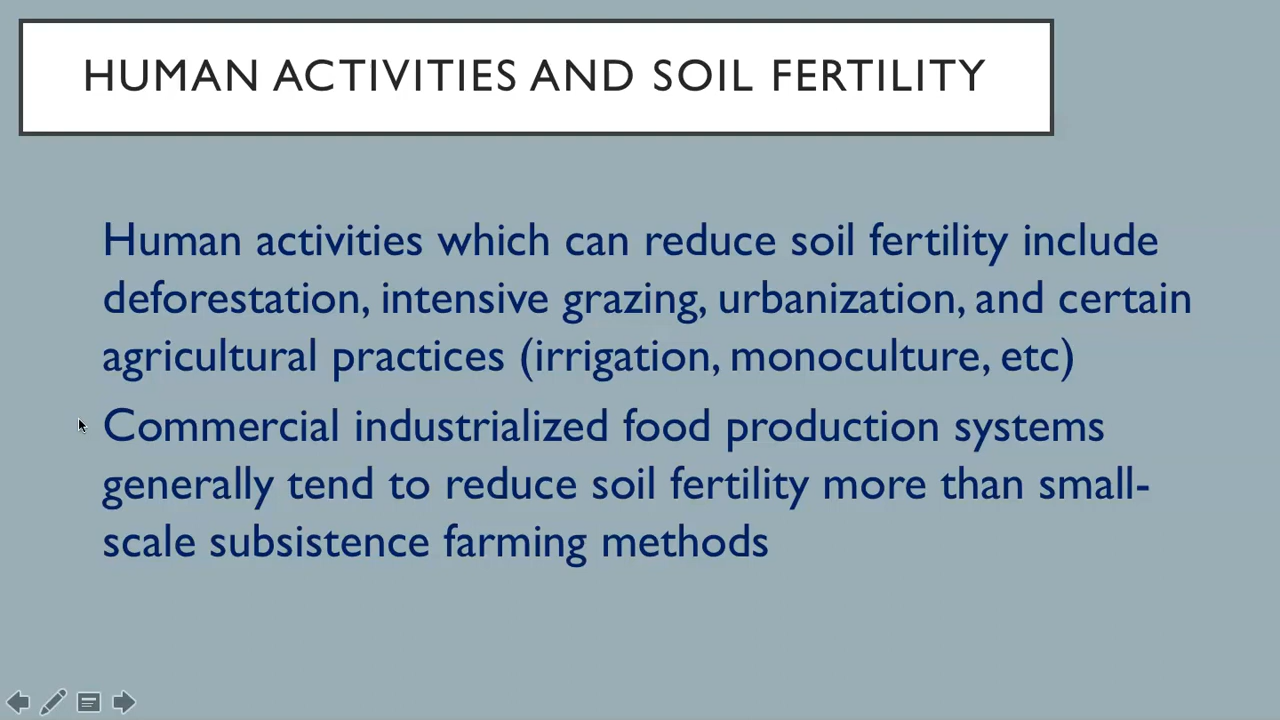 HUMAN ACTIVITIES AND SOIL FERTILITY
Human activities which can reduce soil fertility include
deforestation, intensive grazing, urbanization, and certain
agricultural practices (irrigation, monoculture, etc)
Commercial industrialized food production systems
generally tend to reduce soil fertility more than small-
scale subsistence farming methods